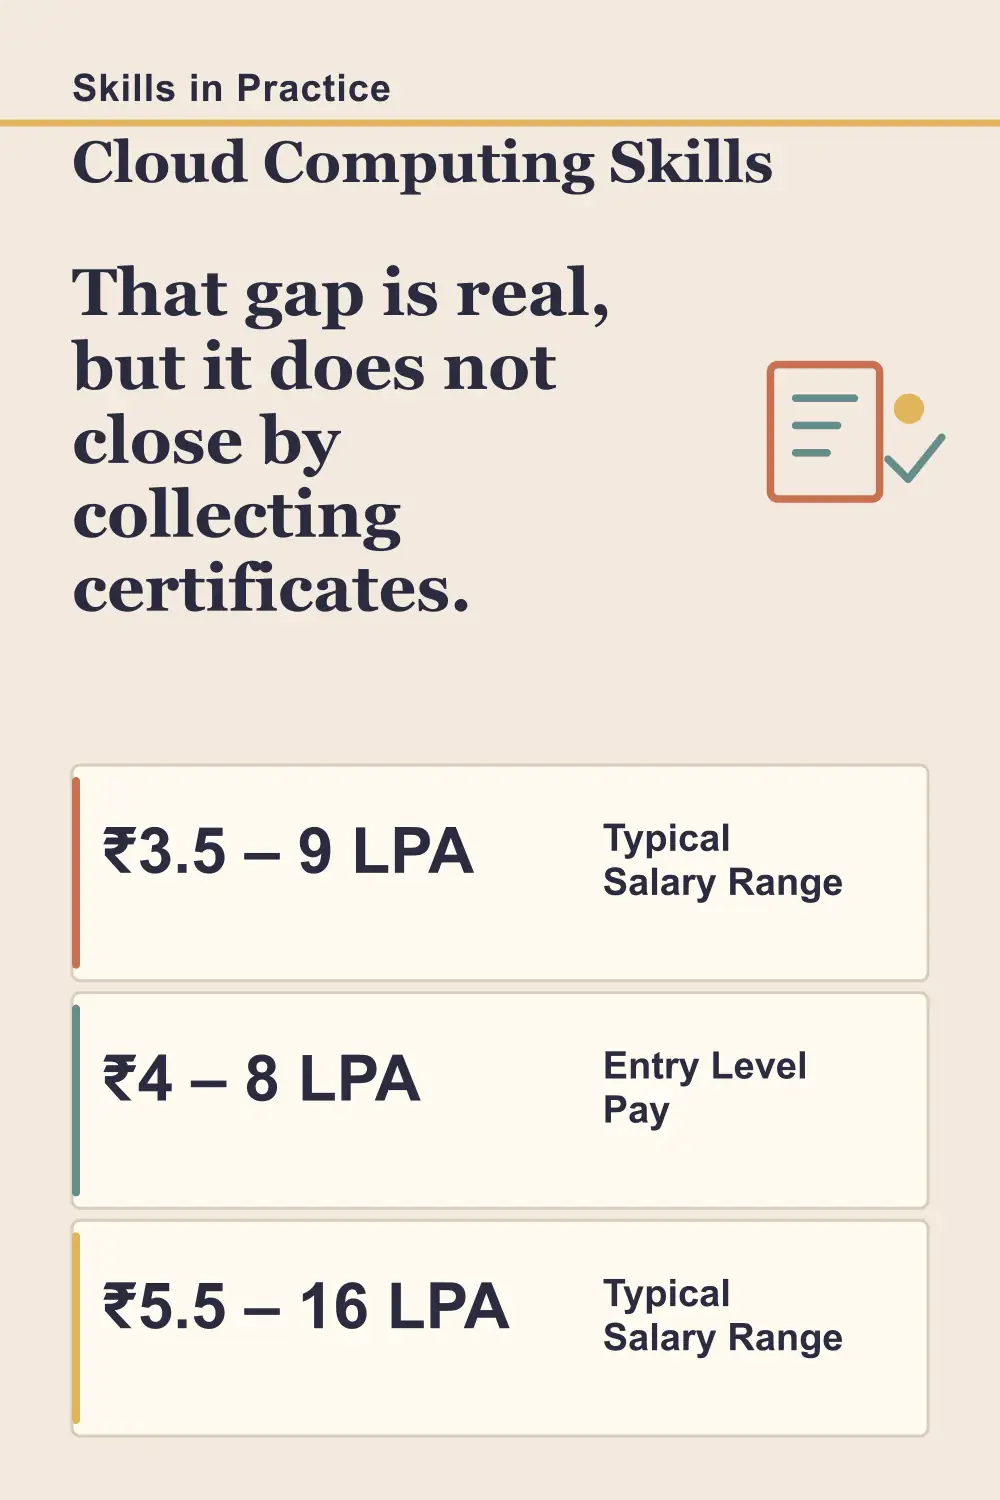 Skills in Practice
Cloud Computing Skills
That gap is real,
but it does not
close by
collecting
certificates.
₹3.5 – 9 LPA
Typical
Salary Range
₹4 – 8 LPA
Entry Level
Pay
₹5.5 – 16 LPA
Typical
Salary Range